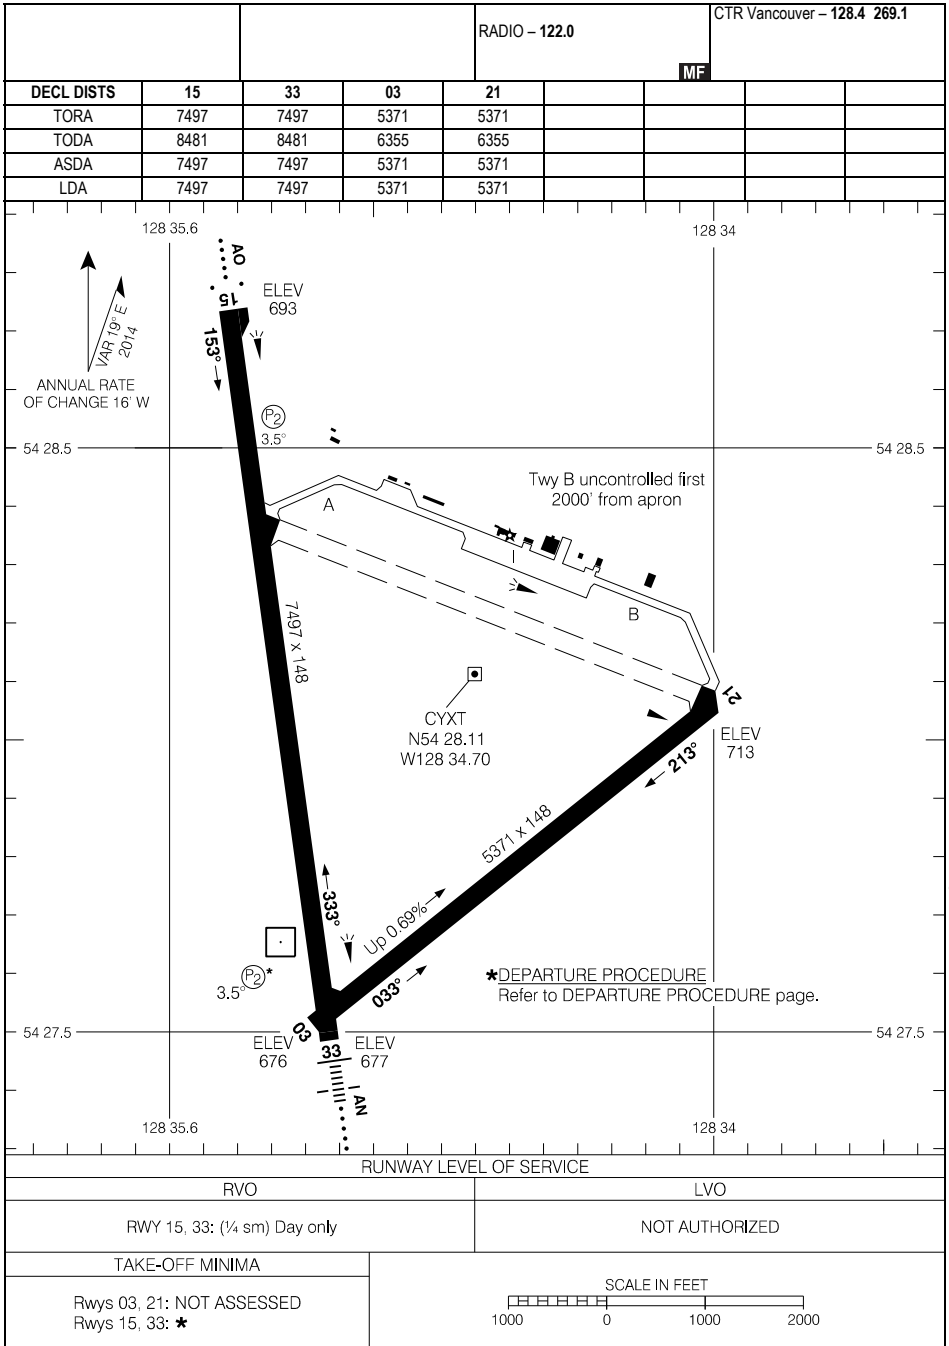 CTR Vancouver – 128.4 269.1
RADIO – 122.0
MF
DECL DISTS 15 33 03 21
TORA 7497 7497 5371 5371
TODA 8481 8481 6355 6355
ASDA 7497 7497 5371 5371
LDA 7497 7497 5371 5371
128 35.6
128 34
AO
15
ELEV
693
VAR 19° E
2014
ANNUAL RATE
OF CHANGE 16' W
153°
P2
3.5°
54 28.5
54 28.5
Twy B uncontrolled first
2000' from apron
A
B
7497 x 148
CYXT
N54 28.11
W128 34.70
21
ELEV
713
213°
5371 x 148
333°
Up 0.69%
033°
P2 *
3.5°
*DEPARTURE PROCEDURE
Refer to DEPARTURE PROCEDURE page.
54 27.5
54 27.5
03
ELEV
676
33
ELEV
677
AN
128 35.6
128 34
RUNWAY LEVEL OF SERVICE
RVO
LVO
RWY 15, 33: (¼ sm) Day only
NOT AUTHORIZED
TAKE-OFF MINIMA
Rwys 03, 21: NOT ASSESSED
Rwys 15, 33: *
SCALE IN FEET
1000 0 1000 2000